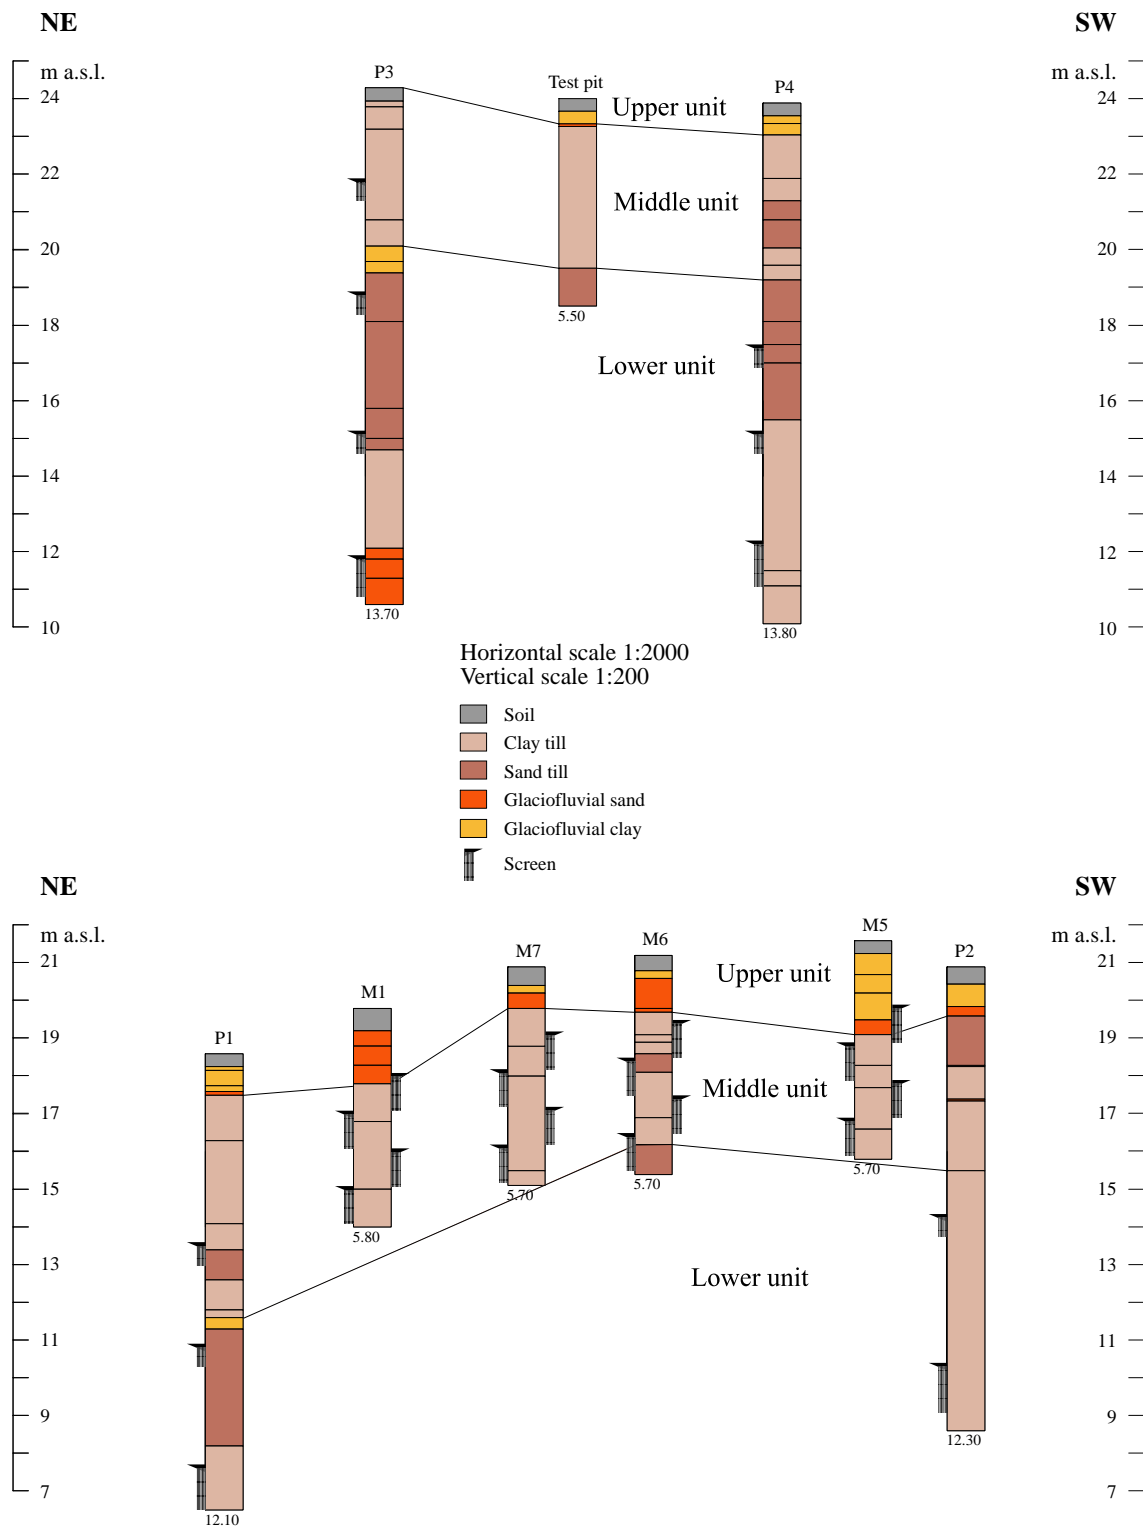 NE
SW
m a.s.l.
P3
Test pit
P4
m a.s.l.
24
Upper unit
24
22
Middle unit
22
20
20
18
5.50
18
Lower unit
16
16
14
14
12
12
10
13.70
13.80
10
Horizontal scale 1:2000
Vertical scale 1:200
Soil
Clay till
Sand till
Glaciofluvial sand
Glaciofluvial clay
Screen
NE
SW
m a.s.l.
M7
M6
M5
P2
m a.s.l.
21
Upper unit
21
M1
19
P1
19
17
Middle unit
17
15
5.70
5.70
5.70
15
5.80
13
Lower unit
13
11
11
9
12.30
9
7
12.10
7